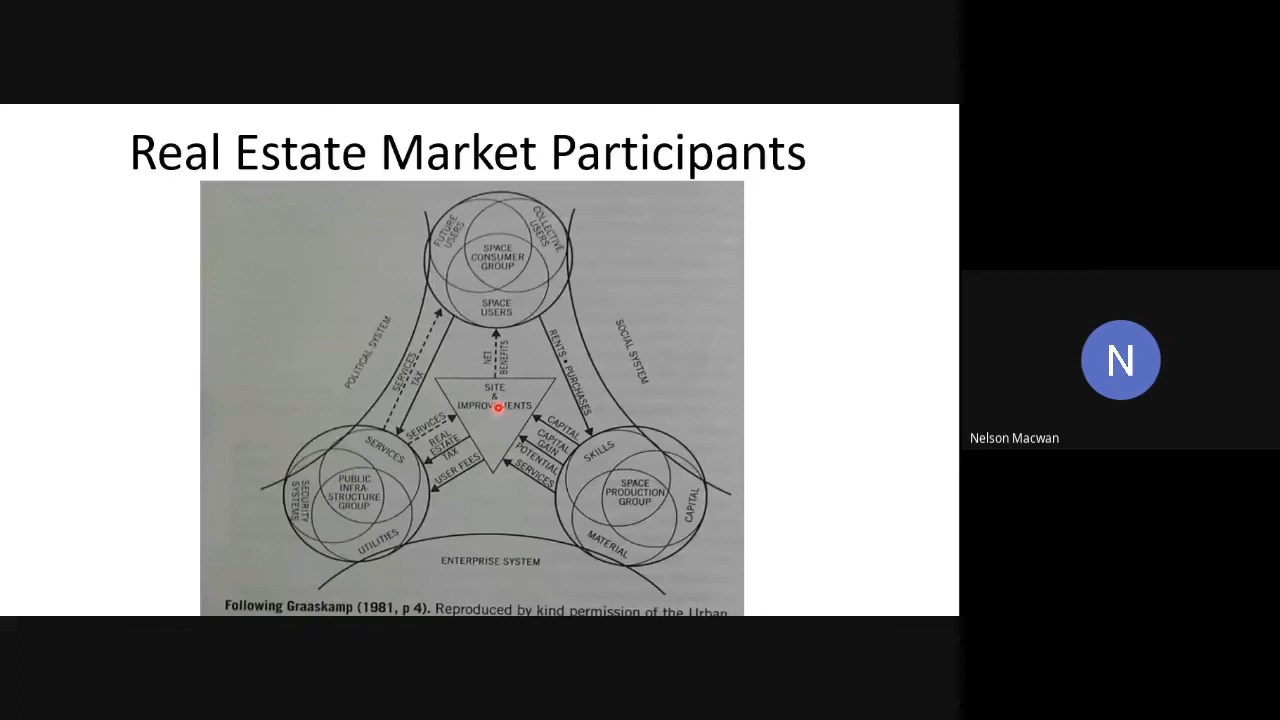 Real Estate Market Participants
FUTURE
USERS
COLLECTIVE
USERS
SPACE
CONSUMER
GROUP
SPACE
USERS
POLITICAL SYSTEM
SERVICES
TAX
NET
BENEFITS
RENTS • PURCHASES
SOCIAL SYSTEM
SITE
&
IMPROVEMENTS
SERVICES
REAL
ESTATE
TAX
USER FEES
CAPITAL
CAPITAL
GAIN
POTENTIAL
SERVICES
SERVICES
PUBLIC
INFRA-
STRUCTURE
GROUP
SECURITY
SYSTEMS
UTILITIES
SKILLS
SPACE
PRODUCTION
GROUP
CAPITAL
MATERIAL
ENTERPRISE SYSTEM
Following Graaskamp (1981, p 4). Reproduced by kind permission of the Urban
N
Nelson Macwan